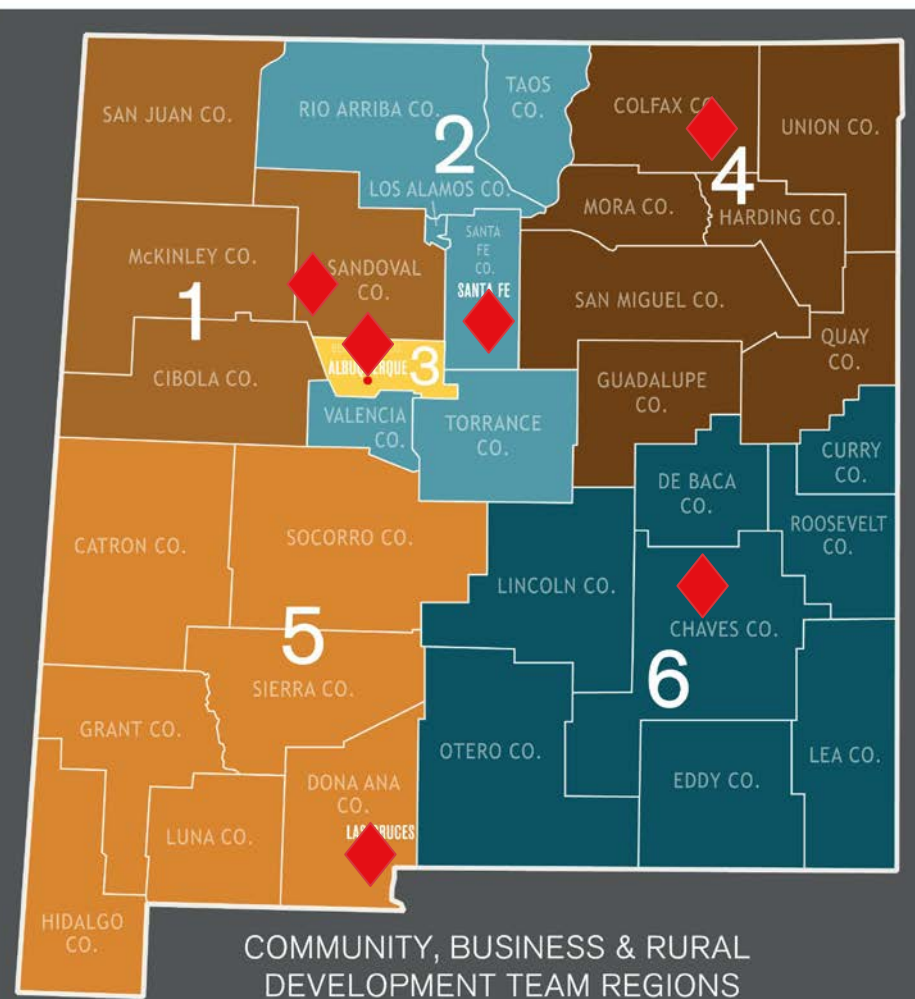 SAN JUAN CO.
RIO ARRIBA CO.
TAOS
CO.
COLFAX
UNION CO.
2
4
LOS ALAMOS CO.
MORA CO.
HARDING CO.
McKINLEY CO.
SANDOVAL
CO.
SANTA
FE
CO.
SANTA FE
SAN MIGUEL CO.
1
3
QUAY
CO.
CIBOLA CO.
GUADALUPE
CO.
VALENCIA
CO.
TORRANCE
CO.
CURRY
CO.
DE BACA
CO.
ROOSEVELT
CO.
CATRON CO.
SOCORRO CO.
LINCOLN CO.
CHAVES CO.
5
6
SIERRA CO.
GRANT CO.
OTERO CO.
LEA CO.
EDDY CO.
DONA ANA
CO.
LUNA CO.
HIDALGO
CO.
COMMUNITY, BUSINESS & RURAL
DEVELOPMENT TEAM REGIONS